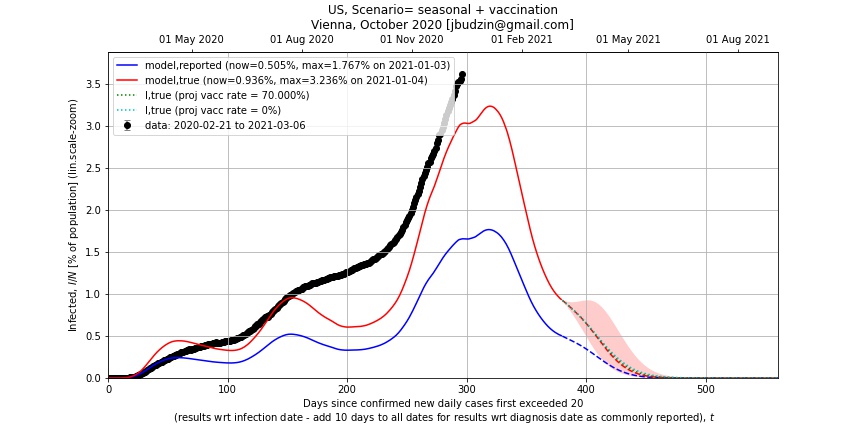 US, Scenario= seasonal + vaccination
Vienna, October 2020 [jbudzin@gmail.com]
01 May 2020 01 Aug 2020 01 Nov 2020 01 Feb 2021 01 May 2021 01 Aug 2021
model,reported (now=0.505%, max=1.767% on 2021-01-03)
model,true (now=0.936%, max=3.236% on 2021-01-04)
I,true (proj vacc rate = 70.000%)
I,true (proj vacc rate = 0%)
data: 2020-02-21 to 2021-03-06
Infected, I/N [% of population] (lin.scale-zoom)
3.5
3.0
2.5
2.0
1.5
1.0
0.5
0.0
0 100 200 300 400 500
Days since confirmed new daily cases first exceeded 20
(results wrt infection date - add 10 days to all dates for results wrt diagnosis date as commonly reported), t